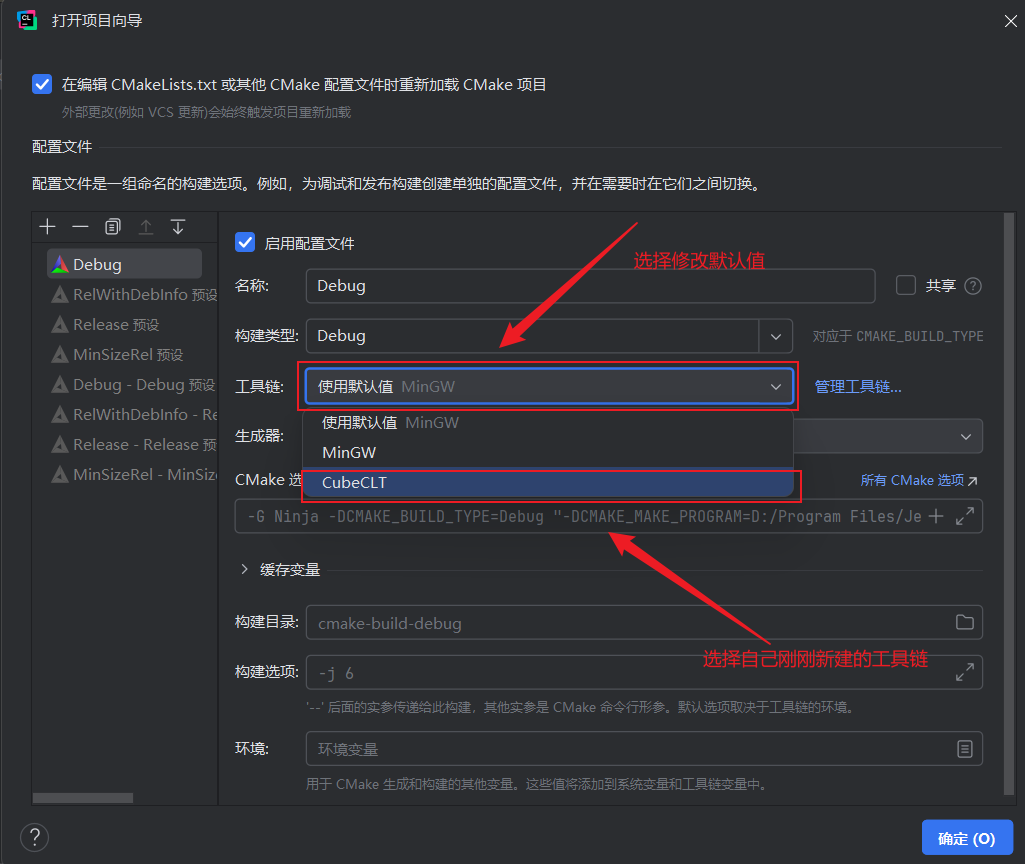 打开项目向导
在编辑 CMakeLists.txt 或其他 CMake 配置文件时重新加载 CMake 项目
外部更改(例如 VCS 更新)会始终触发项目重新加载
配置文件
配置文件是一组命名的构建选项。例如，为调试和发布构建创建单独的配置文件，并在需要时在它们之间切换。
Debug
RelWithDebInfo 预设
Release 预设
MinSizeRel 预设
Debug - Debug 预设
RelWithDebInfo - Re
Release - Release 预
MinSizeRel - MinSize
启用配置文件
选择修改默认值
名称: Debug 共享 ?
构建类型: Debug 对应于 CMAKE_BUILD_TYPE
工具链: 使用默认值 MinGW 管理工具链...
使用默认值 MinGW
生成器:
MinGW
CMake 选 CubeCLT 所有 CMake 选项
-G Ninja -DCMAKE_BUILD_TYPE=Debug "-DCMAKE_MAKE_PROGRAM=D:/Program Files/Je
缓存变量
构建目录: cmake-build-debug
选择自己刚刚新建的工具链
构建选项: -j 6
'--' 后面的实参传递给此构建，其他实参是 CMake 命令行形参。默认选项取决于工具链的环境。
环境: 环境变量
用于 CMake 生成和构建的其他变量。这些值将添加到系统变量和工具链变量中。
? 确定 (O)